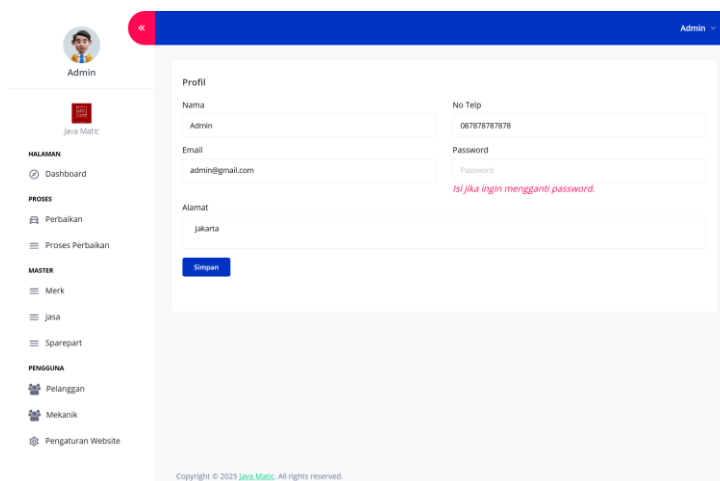 «
Admin
Admin
Java Matic
HALAMAN
Dashboard
PROSES
Perbaikan
Proses Perbaikan
MASTER
Merk
Jasa
Sparepart
PENGGUNA
Pelanggan
Mekanik
Pengaturan Website
Profil
Nama
No Telp
Admin
087878787878
Email
Password
admin@gmail.com
Password
Isi jika ingin mengganti password.
Alamat
Jakarta
Simpan
Copyright © 2025 Java Matic. All rights reserved.